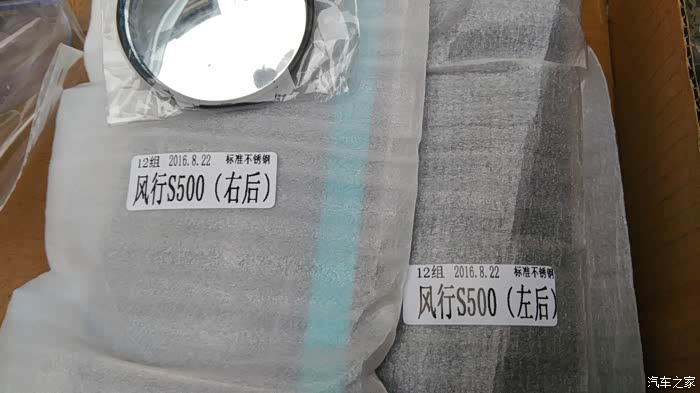 12组 2016.8.22 标准不锈钢
风行S500（右后）
12组 2016.8.22 标准不锈钢
风行S500（左后）
汽车之家